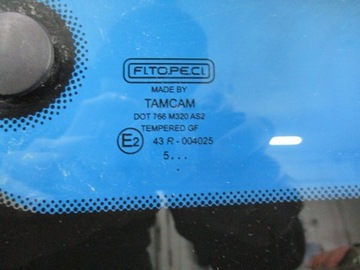 FITOPECI
MADE BY
TAMCAM
DOT 766 M320 AS2
TEMPERED GF
E2 43 R - 004025
5...
.